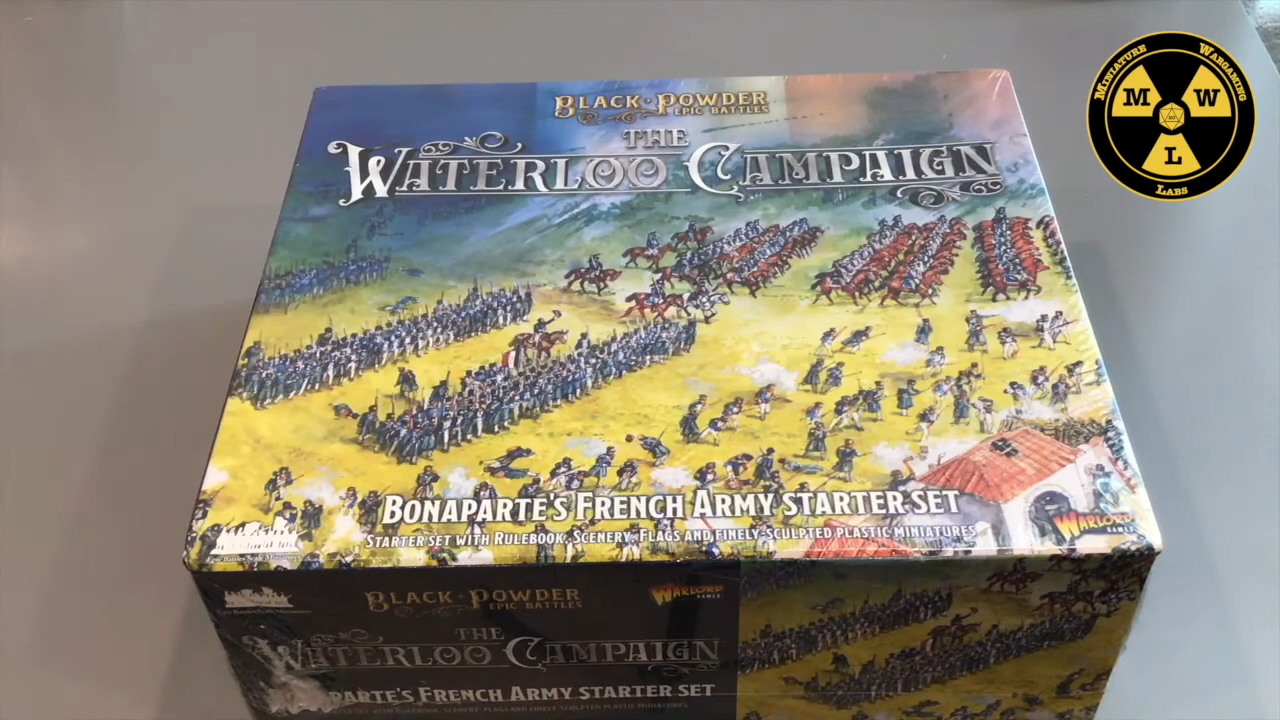 BLACK·POWDER
EPIC BATTLES
THE
WATERLOO CAMPAIGN
BONAPARTE'S FRENCH ARMY STARTER SET
STARTER SET WITH RULEBOOK, SCENERY, FLAGS AND FINELY-SCULPTED PLASTIC MINIATURES
WARLORD
GAMES
MINIATURE WARGAMING
M W
L
LABS
BLACK·POWDER
EPIC BATTLES
WARLORD
GAMES
THE
WATERLOO CAMPAIGN
BONAPARTE'S FRENCH ARMY STARTER SET